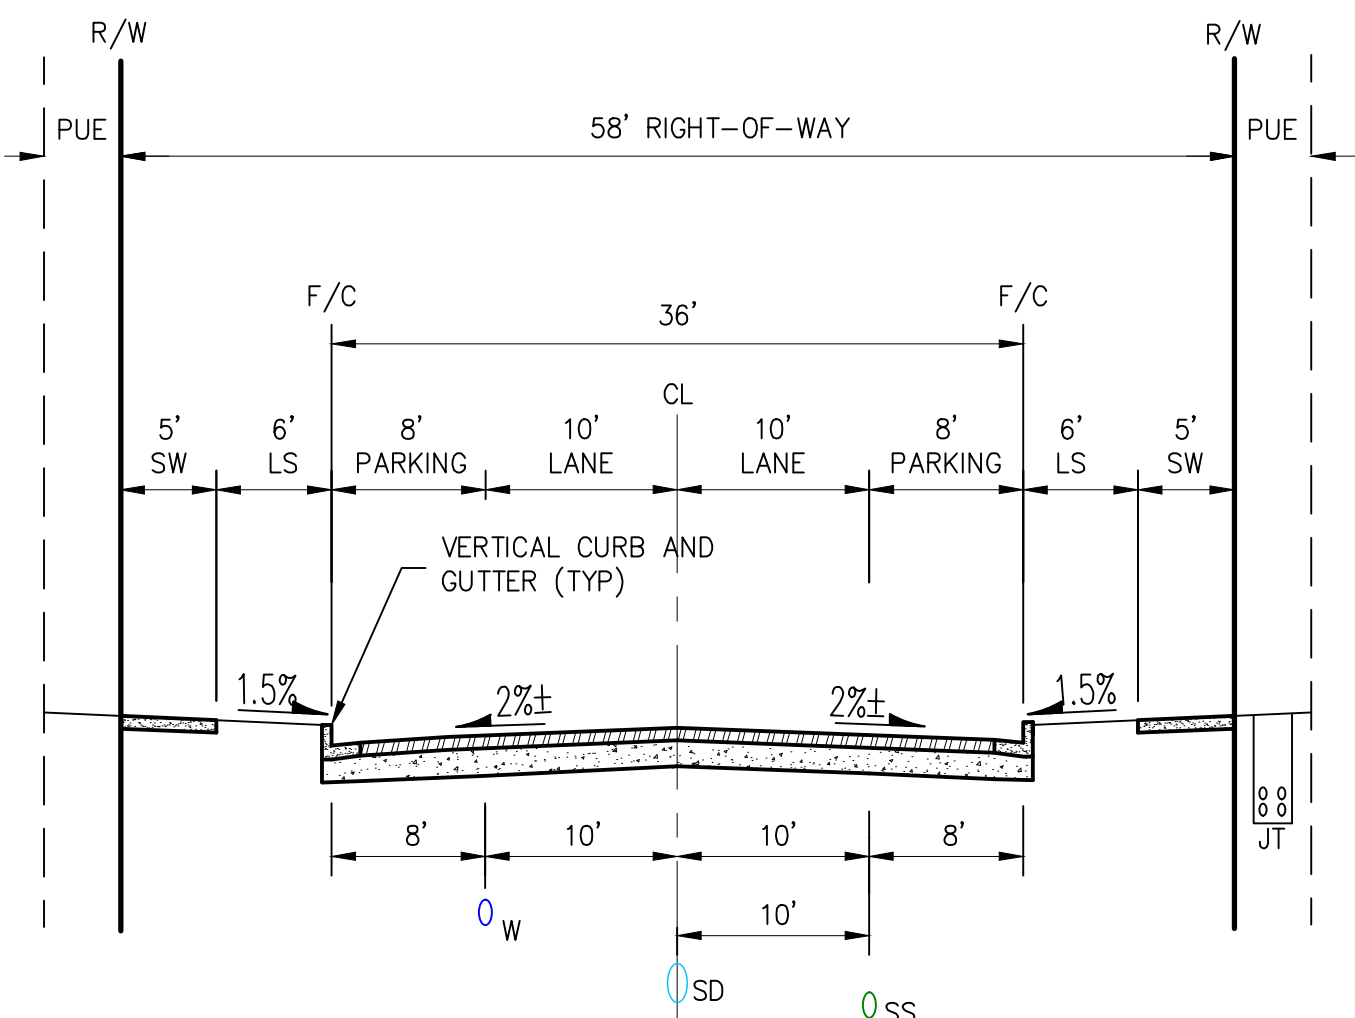 R/W
R/W
PUE
58' RIGHT-OF-WAY
PUE
F/C
F/C
36'
CL
5'
SW
6'
LS
8'
PARKING
10'
LANE
10'
LANE
8'
PARKING
6'
LS
5'
SW
VERTICAL CURB AND
GUTTER (TYP)
1.5%
2%±
2%±
1.5%
8'
10'
10'
8'
JT
10'
W
SD
SS